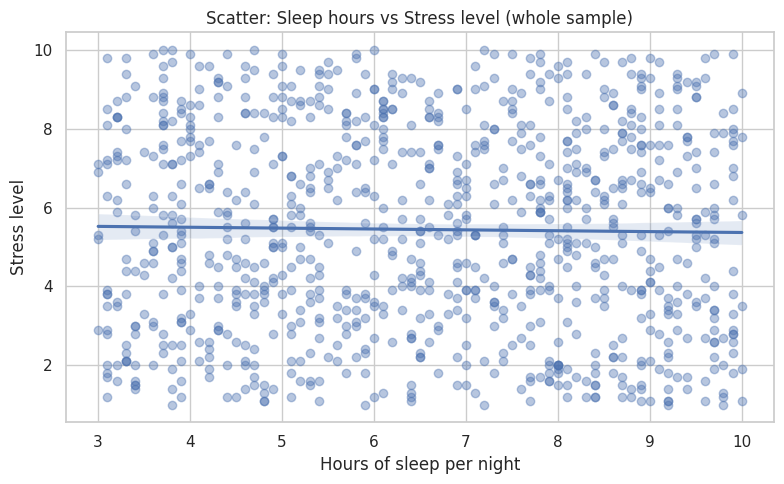 Scatter: Sleep hours vs Stress level (whole sample)
10
8
6
4
2
Stress level
3 4 5 6 7 8 9 10
Hours of sleep per night